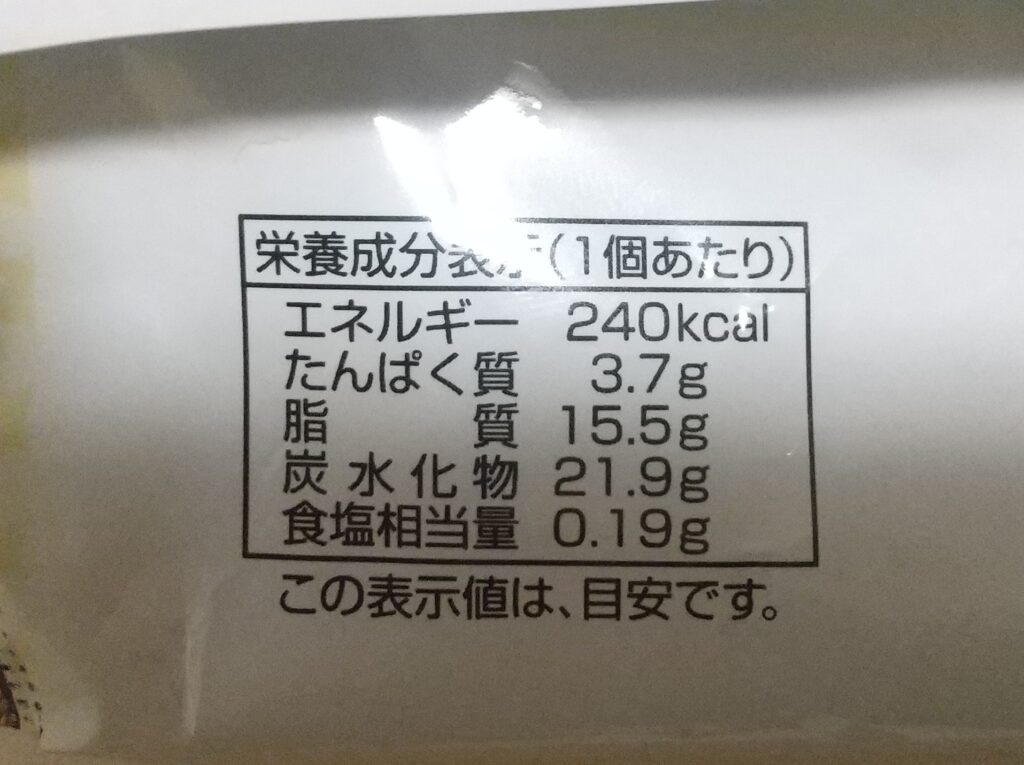 栄養成分表示(1個あたり)
エネルギー 240kcal
たんぱく質 3.7g
脂質 15.5g
炭水化物 21.9g
食塩相当量 0.19g
この表示値は、目安です。